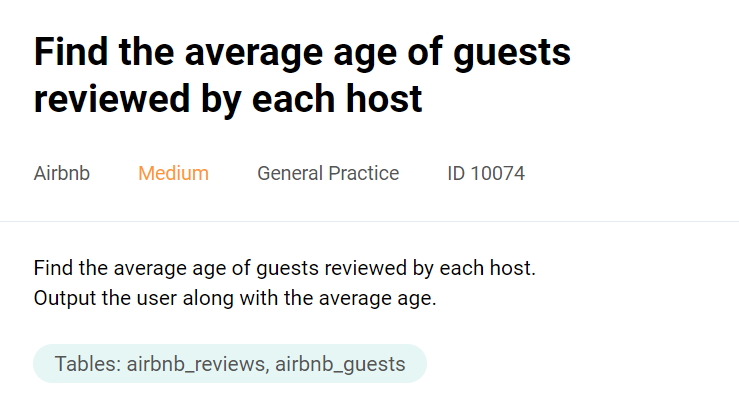 Find the average age of guests
reviewed by each host
Airbnb Medium General Practice ID 10074
Find the average age of guests reviewed by each host.
Output the user along with the average age.
Tables: airbnb_reviews, airbnb_guests